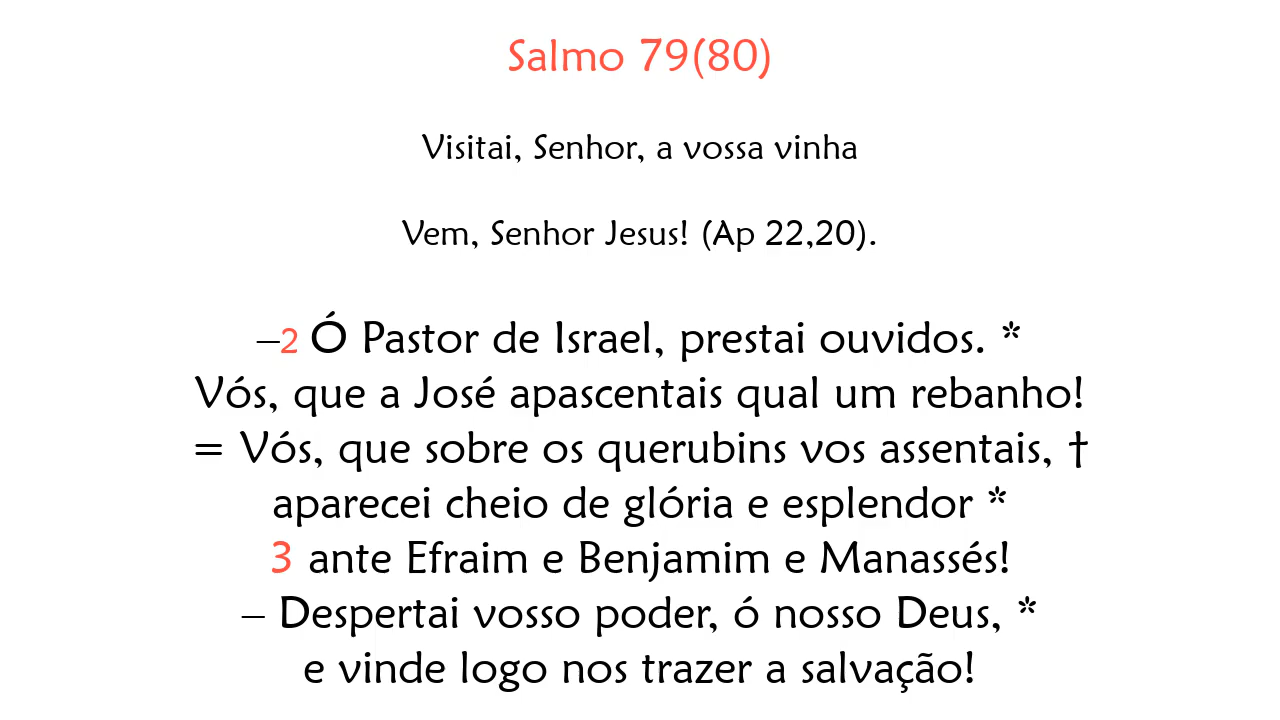 Salmo 79(80)
Visitai, Senhor, a vossa vinha
Vem, Senhor Jesus! (Ap 22,20).
–2 Ó Pastor de Israel, prestai ouvidos. *
Vós, que a José apascentais qual um rebanho!
= Vós, que sobre os querubins vos assentais, †
aparecei cheio de glória e esplendor *
3 ante Efraim e Benjamim e Manassés!
– Despertai vosso poder, ó nosso Deus, *
e vinde logo nos trazer a salvação!